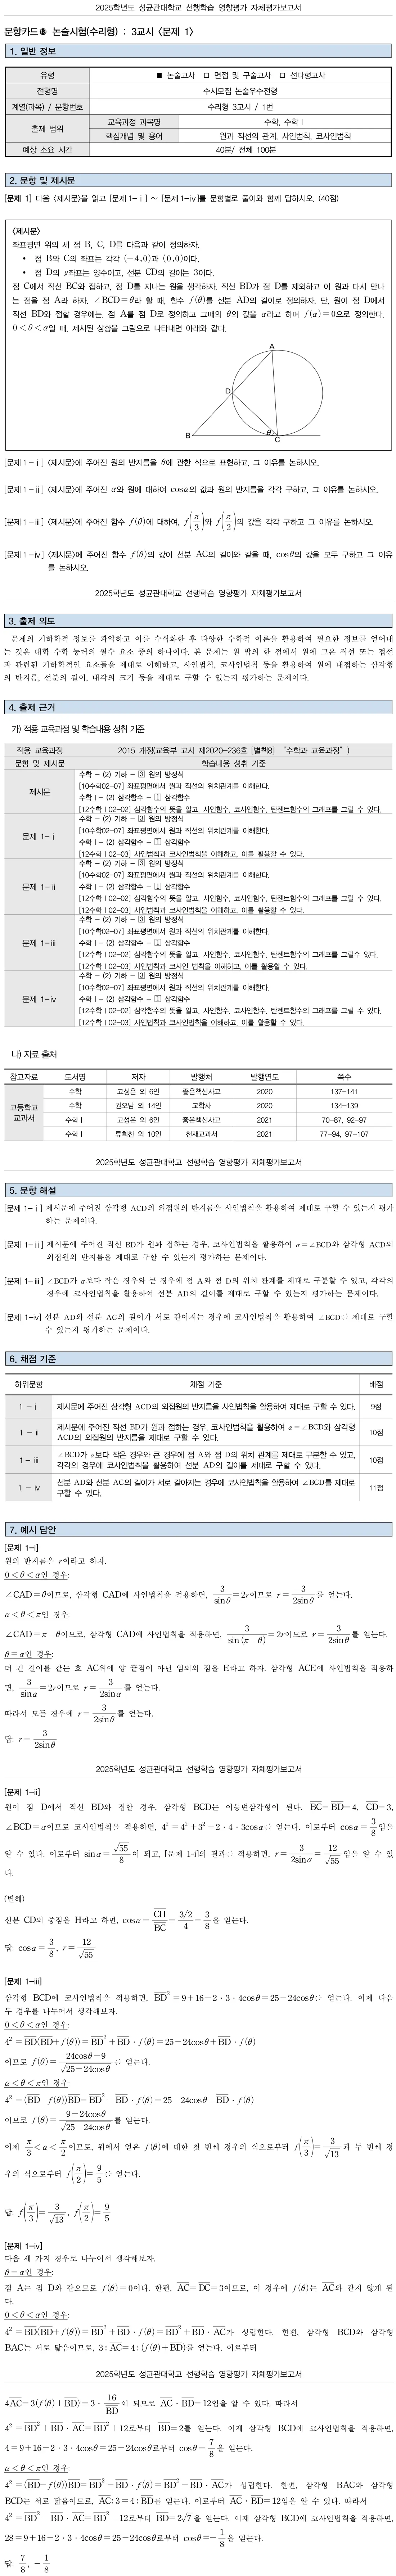 2025학년도 성균관대학교 선행학습 영향평가 자체평가보고서
문항카드⓫ 논술시험(수리형) : 3교시 <문제 1>
1. 일반 정보
유형 ■ 논술고사 □ 면접 및 구술고사 □ 선다형고사
전형명 수시모집 논술우수전형
계열(과목) / 문항번호 수리형 3교시 / 1번
출제 범위 교육과정 과목명 수학, 수학 I
핵심개념 및 용어 원과 직선의 관계, 사인법칙, 코사인법칙
예상 소요 시간 40분/ 전체 100분
2. 문항 및 제시문
[문제 1] 다음 <제시문>을 읽고 [문제 1-ⅰ] ~ [문제 1-ⅳ]를 문항별로 풀이와 함께 답하시오. (40점)
<제시문>
좌표평면 위의 세 점 B, C, D를 다음과 같이 정의하자.
• 점 B와 C의 좌표는 각각 (-4,0)과 (0,0)이다.
• 점 D의 y좌표는 양수이고, 선분 CD의 길이는 3이다.
점 C에서 직선 BC와 접하고, 점 D를 지나는 원을 생각하자. 직선 BD가 점 D를 제외하고 이 원과 다시 만나
는 점을 점 A라 하자. ∠BCD=θ라 할 때, 함수 f(θ)를 선분 AD의 길이로 정의하자. 단, 원이 점 D에서
직선 BD와 접할 경우에는, 점 A를 점 D로 정의하고 그때의 θ의 값을 α라고 하며 f(α)=0으로 정의한다.
0<θ<α일 때, 제시된 상황을 그림으로 나타내면 아래와 같다.
A
D
B
θ
C
[문제 1-ⅰ] <제시문>에 주어진 원의 반지름을 θ에 관한 식으로 표현하고, 그 이유를 논하시오.
[문제 1-ⅱ] <제시문>에 주어진 α와 원에 대하여 cosα의 값과 원의 반지름을 각각 구하고, 그 이유를 논하시오.
[문제 1-ⅲ] <제시문>에 주어진 함수 f(θ)에 대하여, f(π/3)와 f(π/2)의 값을 각각 구하고 그 이유를 논하시오.
[문제 1-ⅳ] <제시문>에 주어진 함수 f(θ)의 값이 선분 AC의 길이와 같을 때, cosθ의 값을 모두 구하고 그 이유
를 논하시오.
2025학년도 성균관대학교 선행학습 영향평가 자체평가보고서
3. 출제 의도
문제의 기하학적 정보를 파악하고 이를 수식화한 후 다양한 수학적 이론을 활용하여 필요한 정보를 얻어내
는 것은 대학 수학 능력의 필수 요소 중의 하나이다. 본 문제는 원 밖의 한 점에서 원에 그은 직선 또는 접선
과 관련된 기하학적인 요소들을 제대로 이해하고, 사인법칙, 코사인법칙 등을 활용하여 원에 내접하는 삼각형
의 반지름, 선분의 길이, 내각의 크기 등을 제대로 구할 수 있는지 평가하는 문제이다.
4. 출제 근거
가) 적용 교육과정 및 학습내용 성취 기준
적용 교육과정 2015 개정(교육부 고시 제2020-236호 [별책8] “수학과 교육과정”)
문항 및 제시문 학습내용 성취 기준
제시문
수학 - (2) 기하 - ③ 원의 방정식
[10수학02-07] 좌표평면에서 원과 직선의 위치관계를 이해한다.
수학 I - (2) 삼각함수 - ① 삼각함수
[12수학 I 02-02] 삼각함수의 뜻을 알고, 사인함수, 코사인함수, 탄젠트함수의 그래프를 그릴 수 있다.
문제 1-ⅰ
수학 - (2) 기하 - ③ 원의 방정식
[10수학02-07] 좌표평면에서 원과 직선의 위치관계를 이해한다.
수학 I - (2) 삼각함수 - ① 삼각함수
[12수학 I 02-03] 사인법칙과 코사인법칙을 이해하고, 이를 활용할 수 있다.
문제 1-ⅱ
수학 - (2) 기하 - ③ 원의 방정식
[10수학02-07] 좌표평면에서 원과 직선의 위치관계를 이해한다.
수학 I - (2) 삼각함수 - ① 삼각함수
[12수학 I 02-02] 삼각함수의 뜻을 알고, 사인함수, 코사인함수, 탄젠트함수의 그래프를 그릴 수 있다.
[12수학 I 02-03] 사인법칙과 코사인법칙을 이해하고, 이를 활용할 수 있다.
문제 1-ⅲ
수학 - (2) 기하 - ③ 원의 방정식
[10수학02-07] 좌표평면에서 원과 직선의 위치관계를 이해한다.
수학 I - (2) 삼각함수 - ① 삼각함수
[12수학 I 02-02] 삼각함수의 뜻을 알고, 사인함수, 코사인함수, 탄젠트함수의 그래프를 그릴수 있다.
[12수학 I 02-03] 사인법칙과 코사인 법칙을 이해하고, 이를 활용할 수 있다.
문제 1-ⅳ
수학 - (2) 기하 - ③ 원의 방정식
[10수학02-07] 좌표평면에서 원과 직선의 위치관계를 이해한다.
수학 I - (2) 삼각함수 - ① 삼각함수
[12수학 I 02-02] 삼각함수의 뜻을 알고, 사인함수, 코사인함수, 탄젠트함수의 그래프를 그릴 수 있다.
[12수학 I 02-03] 사인법칙과 코사인법칙을 이해하고, 이를 활용할 수 있다.
나) 자료 출처
참고자료 도서명 저자 발행처 발행연도 쪽수
고등학교 교과서
수학 고성은 외 6인 좋은책신사고 2020 137-141
수학 권오남 외 14인 교학사 2020 134-139
수학 I 고성은 외 6인 좋은책신사고 2021 70-87, 92-97
수학 I 류희찬 외 10인 천재교과서 2021 77-94, 97-107
2025학년도 성균관대학교 선행학습 영향평가 자체평가보고서
5. 문항 해설
[문제 1-ⅰ] 제시문에 주어진 삼각형 ACD의 외접원의 반지름을 사인법칙을 활용하여 제대로 구할 수 있는지 평가
하는 문제이다.
[문제 1-ⅱ] 제시문에 주어진 직선 BD가 원과 접하는 경우, 코사인법칙을 활용하여 α=∠BCD와 삼각형 ACD의
외접원의 반지름을 제대로 구할 수 있는지 평가하는 문제이다.
[문제 1-ⅲ] ∠BCD가 α보다 작은 경우와 큰 경우에 점 A와 점 D의 위치 관계를 제대로 구분할 수 있고, 각각의
경우에 코사인법칙을 활용하여 선분 AD의 길이를 제대로 구할 수 있는지 평가하는 문제이다.
[문제 1-ⅳ] 선분 AD와 선분 AC의 길이가 서로 같아지는 경우에 코사인법칙을 활용하여 ∠BCD를 제대로 구할
수 있는지 평가하는 문제이다.
6. 채점 기준
하위문항 채점 기준 배점
1 - ⅰ 제시문에 주어진 삼각형 ACD의 외접원의 반지름을 사인법칙을 활용하여 제대로 구할 수 있다. 9점
1 - ⅱ 제시문에 주어진 직선 BD가 원과 접하는 경우, 코사인법칙을 활용하여 α=∠BCD와 삼각형
ACD의 외접원의 반지름을 제대로 구할 수 있다. 10점
1 - ⅲ ∠BCD가 α보다 작은 경우와 큰 경우에 점 A와 점 D의 위치 관계를 제대로 구분할 수 있고,
각각의 경우에 코사인법칙을 활용하여 선분 AD의 길이를 제대로 구할 수 있다. 10점
1 - ⅳ 선분 AD와 선분 AC의 길이가 서로 같아지는 경우에 코사인법칙을 활용하여 ∠BCD를 제대로
구할 수 있다. 11점
7. 예시 답안
[문제 1-ⅰ]
원의 반지름을 r이라고 하자.
0<θ<α인 경우:
∠CAD=θ이므로, 삼각형 CAD에 사인법칙을 적용하면, 3/sinθ=2r이므로 r=3/(2sinθ)를 얻는다.
α<θ<π인 경우:
∠CAD=π-θ이므로, 삼각형 CAD에 사인법칙을 적용하면, 3/sin(π-θ)=2r이므로 r=3/(2sinθ)를 얻는다.
θ=α인 경우:
더 긴 길이를 같는 호 AC위에 양 끝점이 아닌 임의의 점을 E라고 하자. 삼각형 ACE에 사인법칙을 적용하
면, 3/sinα=2r이므로 r=3/(2sinα)를 얻는다.
따라서 모든 경우에 r=3/(2sinθ)를 얻는다.
답: r=3/(2sinθ)
2025학년도 성균관대학교 선행학습 영향평가 자체평가보고서
[문제 1-ⅱ]
원이 점 D에서 직선 BD와 접할 경우, 삼각형 BCD는 이등변삼각형이 된다. B̅C̅=B̅D̅=4, C̅D̅=3,
∠BCD=α이므로 코사인법칙을 적용하면, 4²=4²+3²-2·4·3cosα를 얻는다. 이로부터 cosα=3/8임을
알 수 있다. 이로부터 sinα=√55/8이 되고, [문제 1-ⅰ]의 결과를 적용하면, r=3/(2sinα)=12/√55임을 알 수 있
다.
(별해)
선분 CD의 중점을 H라고 하면, cosα=C̅H̅/B̅C̅=(3/2)/4=3/8을 얻는다.
답: cosα=3/8, r=12/√55
[문제 1-ⅲ]
삼각형 BCD에 코사인법칙을 적용하면, B̅D̅²=9+16-2·3·4cosθ=25-24cosθ를 얻는다. 이제 다음
두 경우를 나누어서 생각해보자.
0<θ<α인 경우:
4²=B̅D̅(B̅D̅+f(θ))=B̅D̅²+B̅D̅·f(θ)=25-24cosθ+B̅D̅·f(θ)
이므로 f(θ)=(24cosθ-9)/√(25-24cosθ)를 얻는다.
α<θ<π인 경우:
4²=(B̅D̅-f(θ))B̅D̅=B̅D̅²-B̅D̅·f(θ)=25-24cosθ-B̅D̅·f(θ)
이므로 f(θ)=(9-24cosθ)/√(25-24cosθ)를 얻는다.
이제 π/3<α<π/2이므로, 위에서 얻은 f(θ)에 대한 첫 번째 경우의 식으로부터 f(π/3)=3/√13과 두 번째 경
우의 식으로부터 f(π/2)=9/5를 얻는다.
답: f(π/3)=3/√13, f(π/2)=9/5
[문제 1-ⅳ]
다음 세 가지 경우로 나누어서 생각해보자.
θ=α인 경우:
점 A는 점 D와 같으므로 f(θ)=0이다. 한편, A̅C̅=D̅C̅=3이므로, 이 경우에 f(θ)는 A̅C̅와 같지 않게 된
다.
0<θ<α인 경우:
4²=B̅D̅(B̅D̅+f(θ))=B̅D̅²+B̅D̅·f(θ)=B̅D̅²+B̅D̅·A̅C̅가 성립한다. 한편, 삼각형 BCD와 삼각형
BAC는 서로 닮음이므로, 3:A̅C̅=4:(f(θ)+B̅D̅)를 얻는다. 이로부터
2025학년도 성균관대학교 선행학습 영향평가 자체평가보고서
4A̅C̅=3(f(θ)+B̅D̅)=3·16/B̅D̅이 되므로 A̅C̅·B̅D̅=12임을 알 수 있다. 따라서
4²=B̅D̅²+B̅D̅·A̅C̅=B̅D̅²+12로부터 B̅D̅=2를 얻는다. 이제 삼각형 BCD에 코사인법칙을 적용하면,
4=9+16-2·3·4cosθ=25-24cosθ로부터 cosθ=7/8을 얻는다.
α<θ<π인 경우:
4²=(B̅D̅-f(θ))B̅D̅=B̅D̅²-B̅D̅·f(θ)=B̅D̅²-B̅D̅·A̅C̅가 성립한다. 한편, 삼각형 BAC와 삼각형
BCD는 서로 닮음이므로, A̅C̅:3=4:B̅D̅를 얻는다. 이로부터 A̅C̅·B̅D̅=12임을 알 수 있다. 따라서
4²=B̅D̅²-B̅D̅·A̅C̅=B̅D̅²-12로부터 B̅D̅=2√7을 얻는다. 이제 삼각형 BCD에 코사인법칙을 적용하면,
28=9+16-2·3·4cosθ=25-24cosθ로부터 cosθ=-1/8을 얻는다.
답: 7/8, -1/8